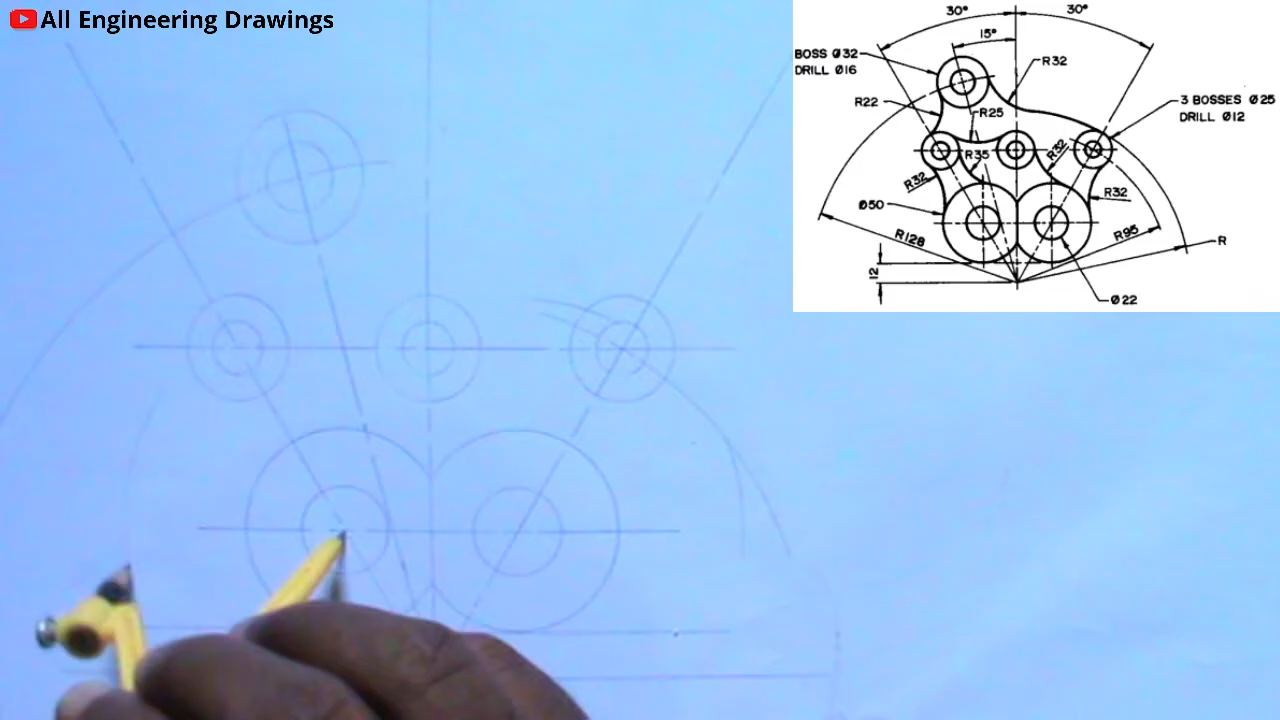 All Engineering Drawings
30°
30°
15°
BOSS Ø32
DRILL Ø16
R32
R22
3 BOSSES Ø25
DRILL Ø12
R25
R35
R32
R32
R32
Ø50
R128
R95
R
12
Ø22